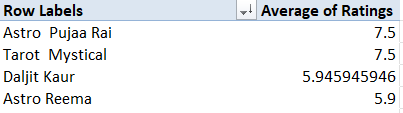 Row Labels Average of Ratings
Astro  Pujaa Rai 7.5
Tarot  Mystical 7.5
Daljit Kaur 5.945945946
Astro Reema 5.9